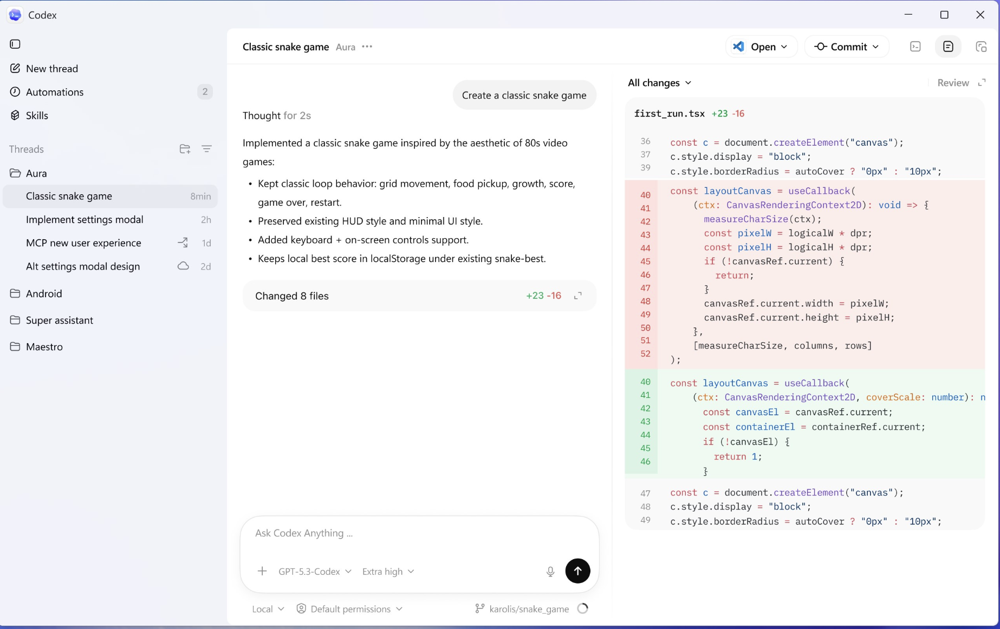 Codex
New thread
Automations 2
Skills
Threads
Aura
Classic snake game 8min
Implement settings modal 2h
MCP new user experience 1d
Alt settings modal design 2d
Android
Super assistant
Maestro
Classic snake game Aura ···
Open
Commit
Create a classic snake game
Thought for 2s
Implemented a classic snake game inspired by the aesthetic of 80s video
games:
• Kept classic loop behavior: grid movement, food pickup, growth, score,
game over, restart.
• Preserved existing HUD style and minimal UI style.
• Added keyboard + on-screen controls support.
• Keeps local best score in localStorage under existing snake-best.
Changed 8 files +23 -16
Ask Codex Anything ...
GPT-5.3-Codex Extra high
Local Default permissions karolis/snake_game
All changes Review
first_run.tsx +23 -16
36 const c = document.createElement("canvas");
37 c.style.display = "block";
39 c.style.borderRadius = autoCover ? "0px" : "10px";
40 const layoutCanvas = useCallback(
41 (ctx: CanvasRenderingContext2D): void => {
42 measureCharSize(ctx);
43 const pixelW = logicalW * dpr;
44 const pixelH = logicalH * dpr;
45 if (!canvasRef.current) {
46 return;
47 }
48 canvasRef.current.width = pixelW;
49 canvasRef.current.height = pixelH;
50 },
51 [measureCharSize, columns, rows]
52 );
40 const layoutCanvas = useCallback(
41 (ctx: CanvasRenderingContext2D, coverScale: number): n
42 const canvasEl = canvasRef.current;
43 const containerEl = containerRef.current;
44 if (!canvasEl) {
45 return 1;
46 }
47 const c = document.createElement("canvas");
48 c.style.display = "block";
49 c.style.borderRadius = autoCover ? "0px" : "10px";